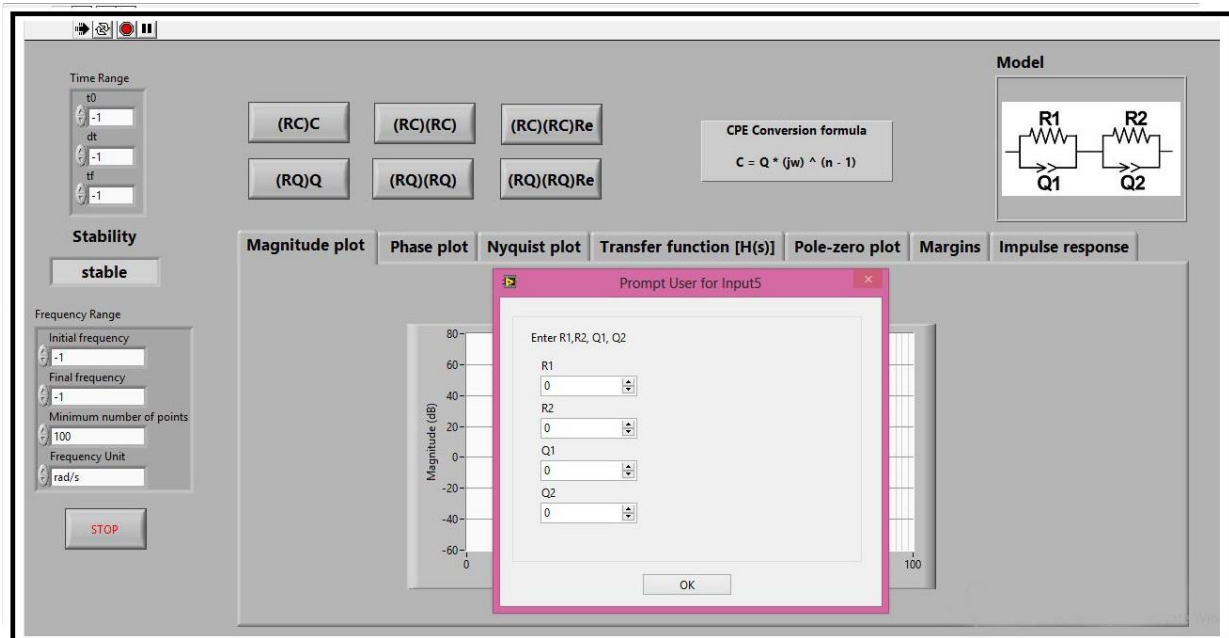 Model
Time Range
t0
-1
dt
-1
tf
-1
(RC)C
(RC)(RC)
(RC)(RC)Re
(RQ)Q
(RQ)(RQ)
(RQ)(RQ)Re
CPE Conversion formula
C = Q * (jw) ^ (n - 1)
R1
R2
Q1
Q2
Stability
stable
Magnitude plot
Phase plot
Nyquist plot
Transfer function [H(s)]
Pole-zero plot
Margins
Impulse response
Frequency Range
Initial frequency
-1
Final frequency
-1
Minimum number of points
100
Frequency Unit
rad/s
STOP
Magnitude (dB)
80
60
40
20
0
-20
-40
-60
0
100
Prompt User for Input5
Enter R1,R2, Q1, Q2
R1
0
R2
0
Q1
0
Q2
0
OK